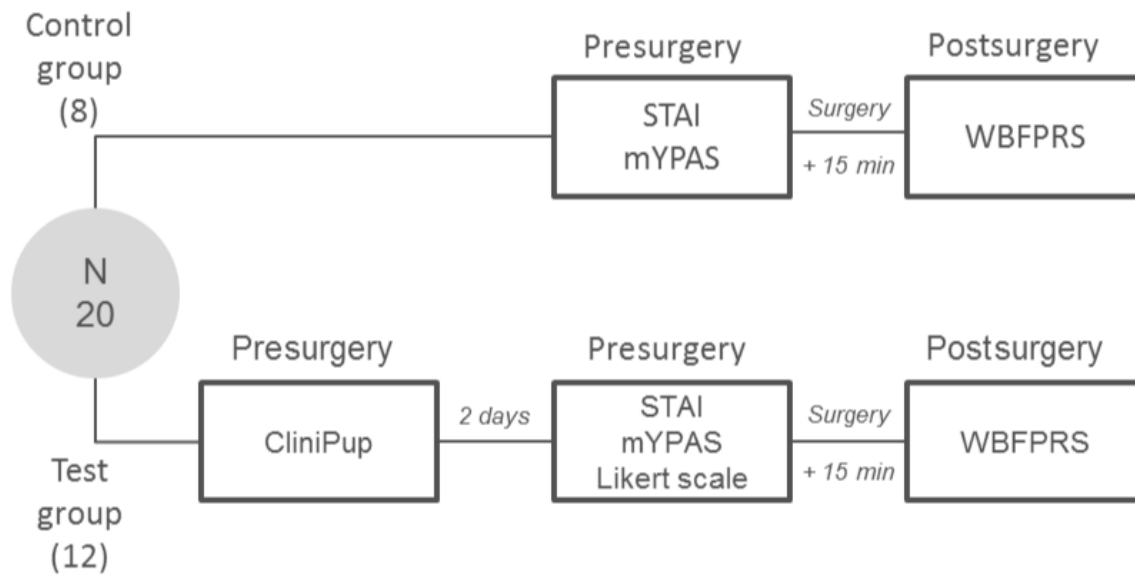 Control
group
(8)
Presurgery
STAI
mYPAS
Surgery
+ 15 min
Postsurgery
WBFPRS
N
20
Test
group
(12)
Presurgery
CliniPup
2 days
Presurgery
STAI
mYPAS
Likert scale
Surgery
+ 15 min
Postsurgery
WBFPRS